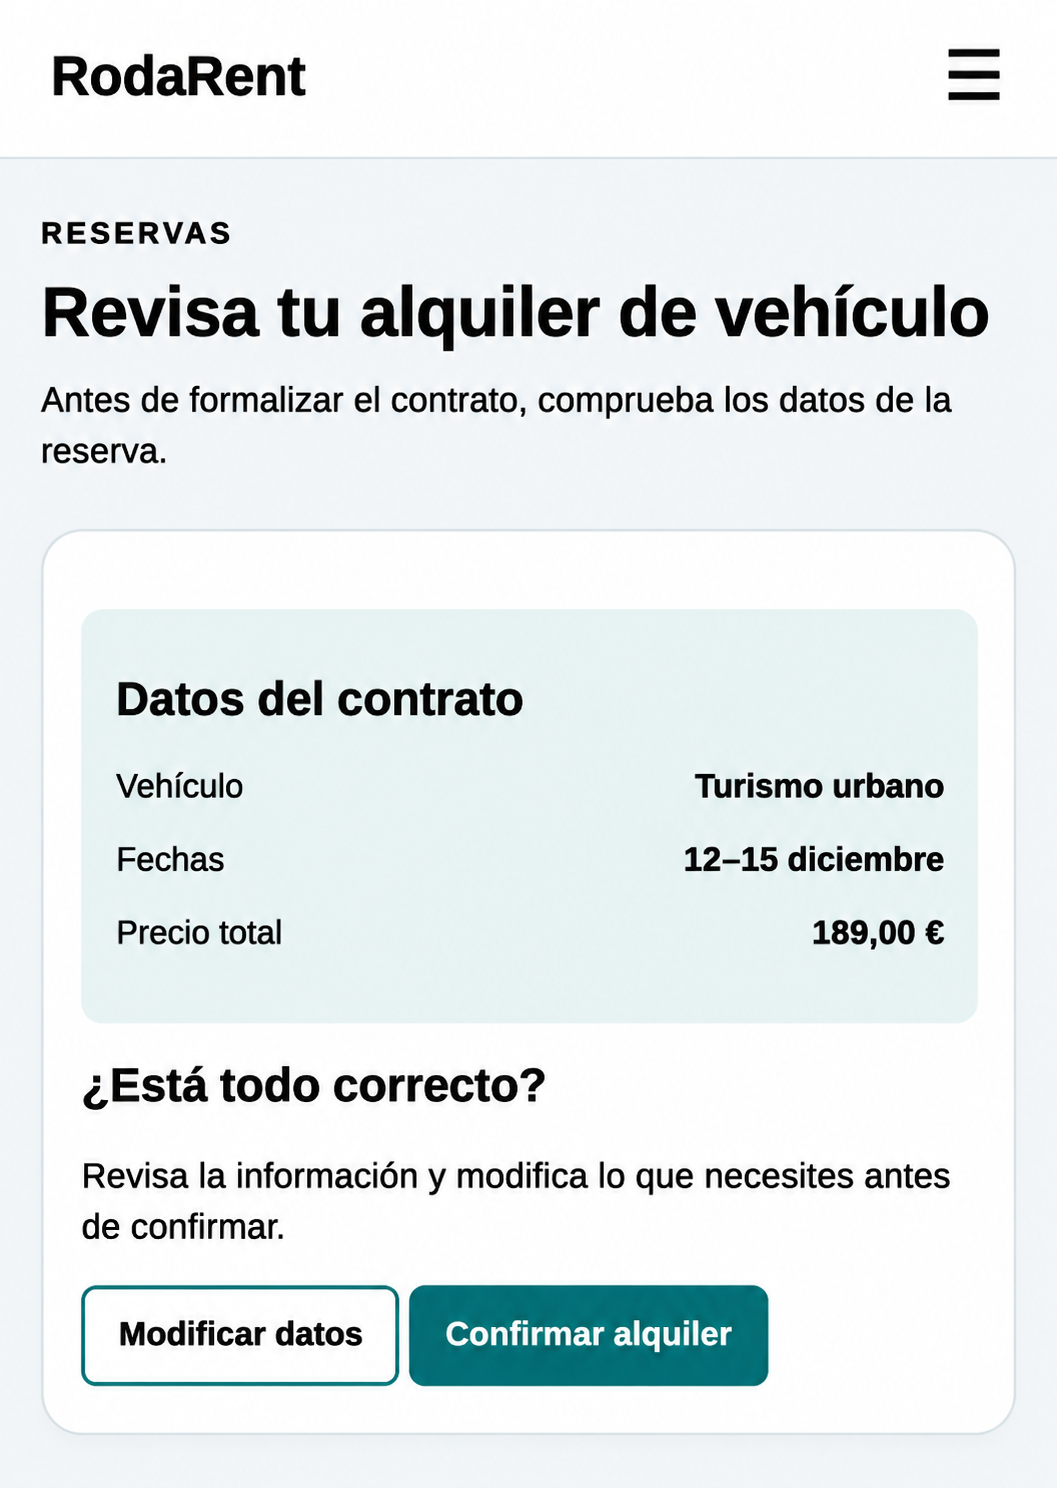 RodaRent
RESERVAS
Revisa tu alquiler de vehículo
Antes de formalizar el contrato, comprueba los datos de la
reserva.
Datos del contrato
Vehículo Turismo urbano
Fechas 12–15 diciembre
Precio total 189,00 €
¿Está todo correcto?
Revisa la información y modifica lo que necesites antes
de confirmar.
Modificar datos Confirmar alquiler